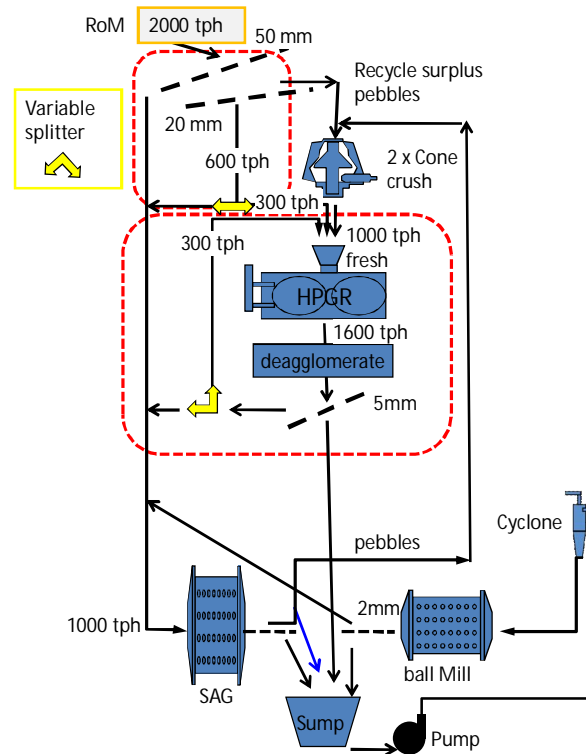 RoM
2000 tph
50 mm
Recycle surplus
pebbles
Variable
splitter
20 mm
2 x Cone
crush
600 tph
300 tph
300 tph
1000 tph
fresh
HPGR
1600 tph
deagglomerate
5mm
Cyclone
pebbles
2mm
1000 tph
SAG
ball Mill
Sump
Pump